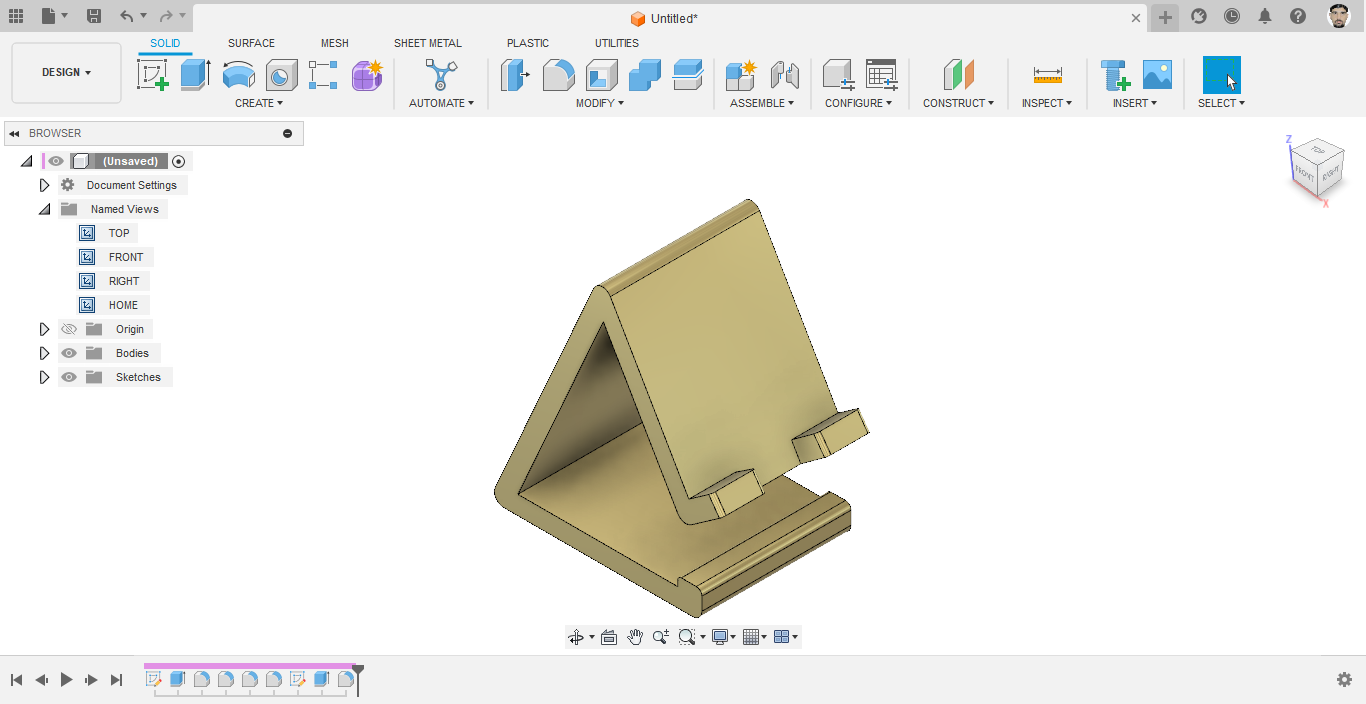 Untitled*
DESIGN
SOLID SURFACE MESH SHEET METAL PLASTIC UTILITIES
CREATE AUTOMATE MODIFY ASSEMBLE CONFIGURE CONSTRUCT INSPECT INSERT SELECT
BROWSER
(Unsaved)
Document Settings
Named Views
TOP
FRONT
RIGHT
HOME
Origin
Bodies
Sketches
Z
TOP
FRONT RIGHT
X